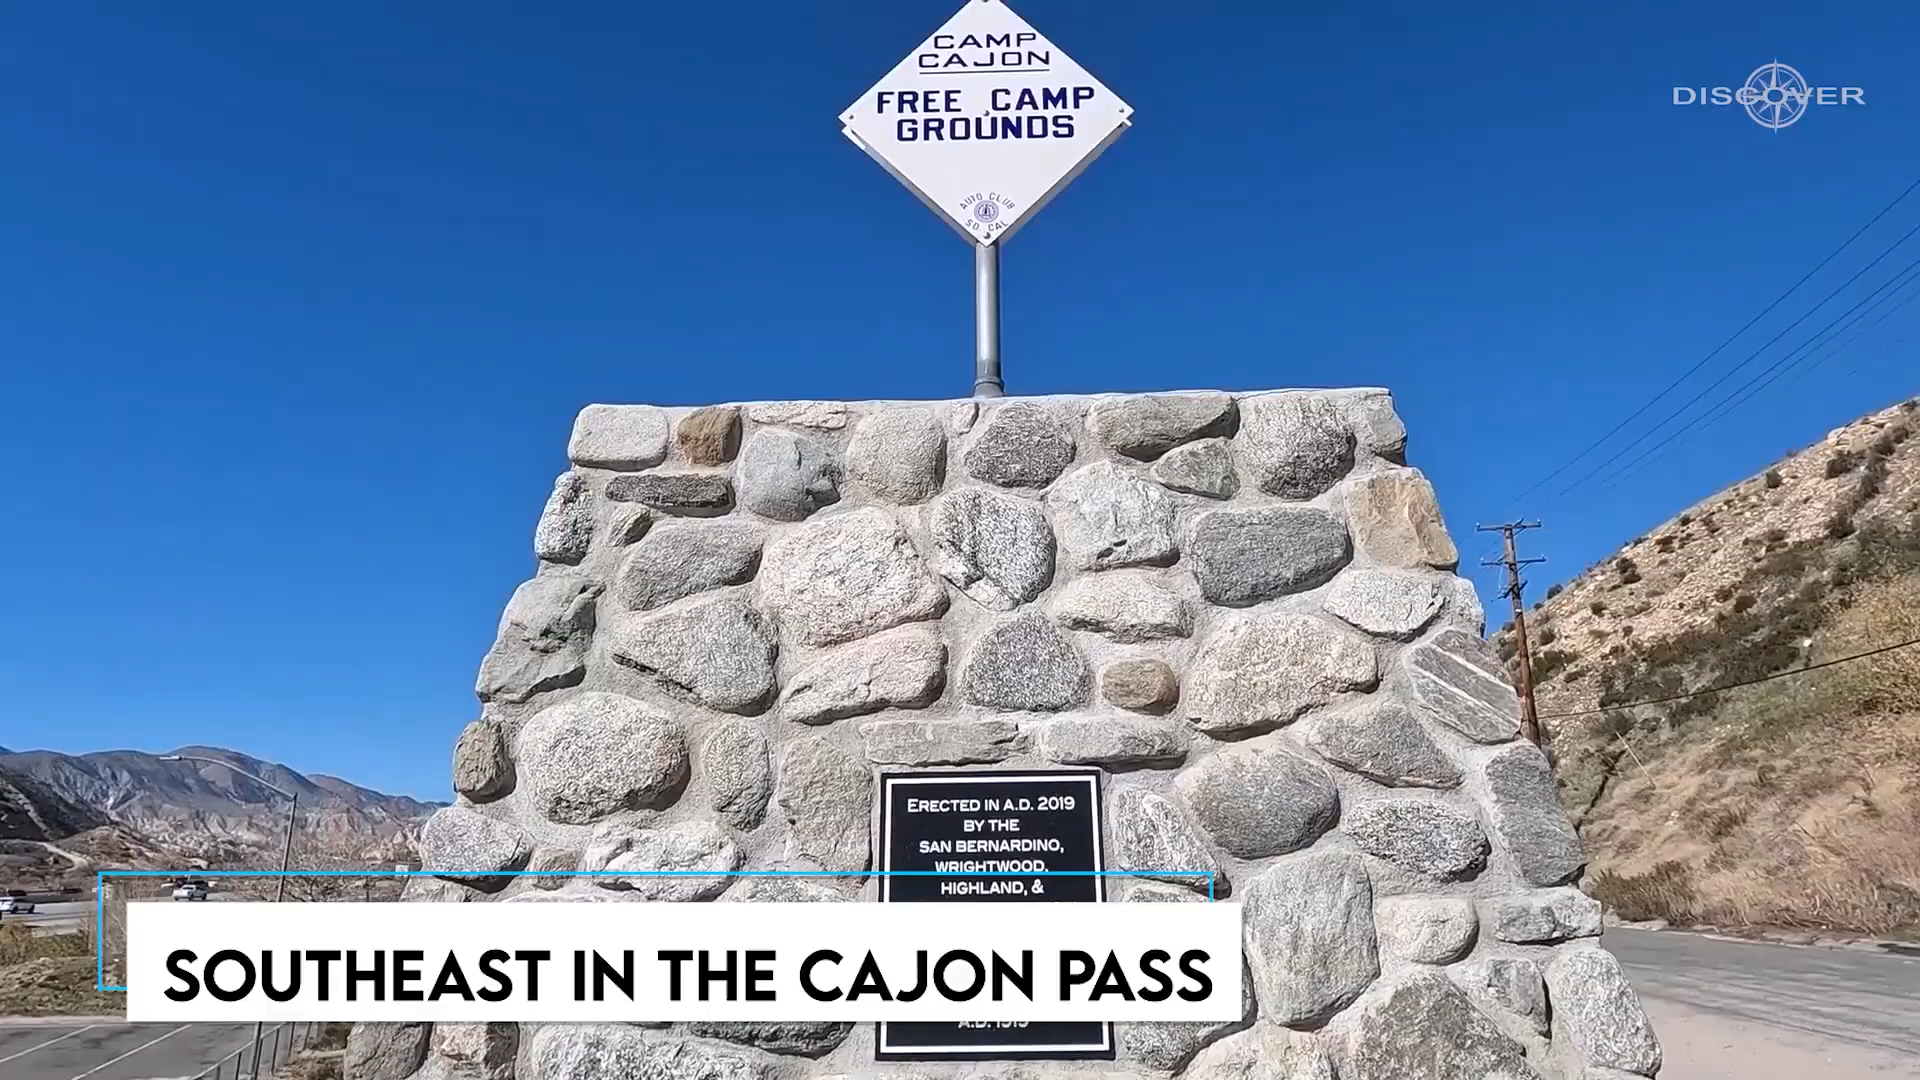 CAMP
CAJON
FREE CAMP
GROUNDS
AUTO CLUB
SO. CAL
DISCOVER
ERECTED IN A.D. 2019
BY THE
SAN BERNARDINO,
WRIGHTWOOD,
HIGHLAND, &
SOUTHEAST IN THE CAJON PASS
A.D. 1919